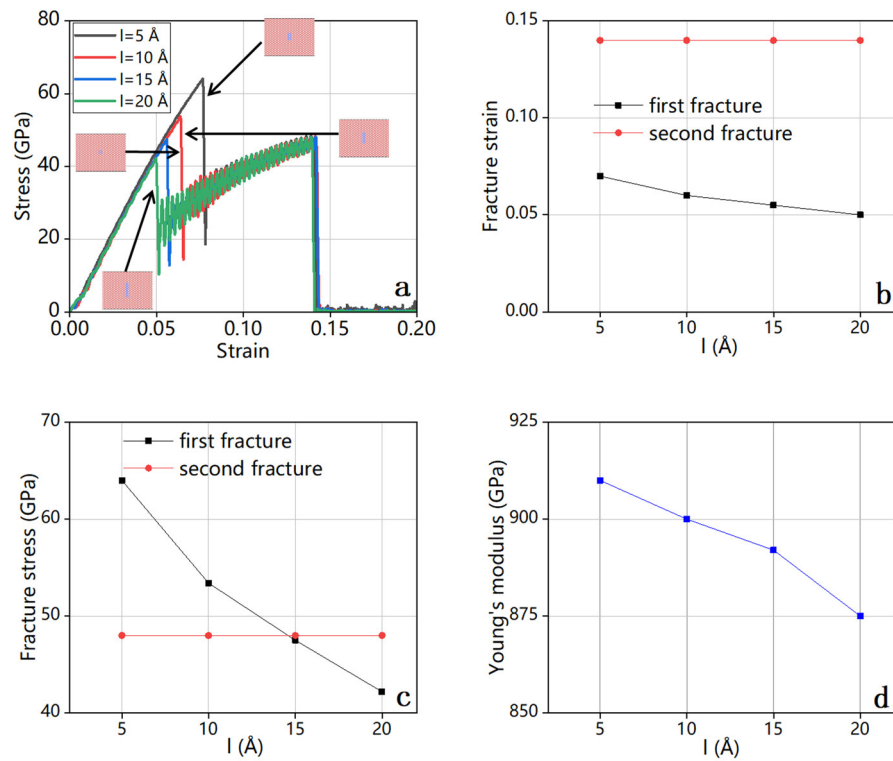 80
60
40
20
0
Stress (GPa)
l=5 Å
l=10 Å
l=15 Å
l=20 Å
a
0.00 0.05 0.10 0.15 0.20
Strain
0.15
0.10
0.05
0.00
Fracture strain
first fracture
second fracture
b
5 10 15 20
l (Å)
70
60
50
40
Fracture stress (GPa)
first fracture
second fracture
c
5 10 15 20
l (Å)
925
900
875
850
Young's modulus (GPa)
d
5 10 15 20
l (Å)